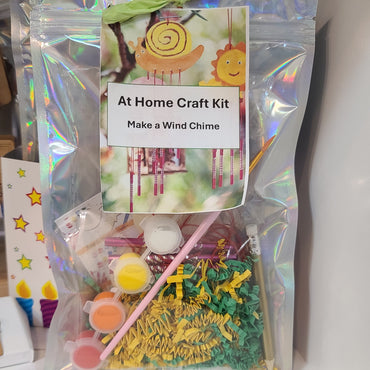 At Home Craft Kit
Make a Wind Chime